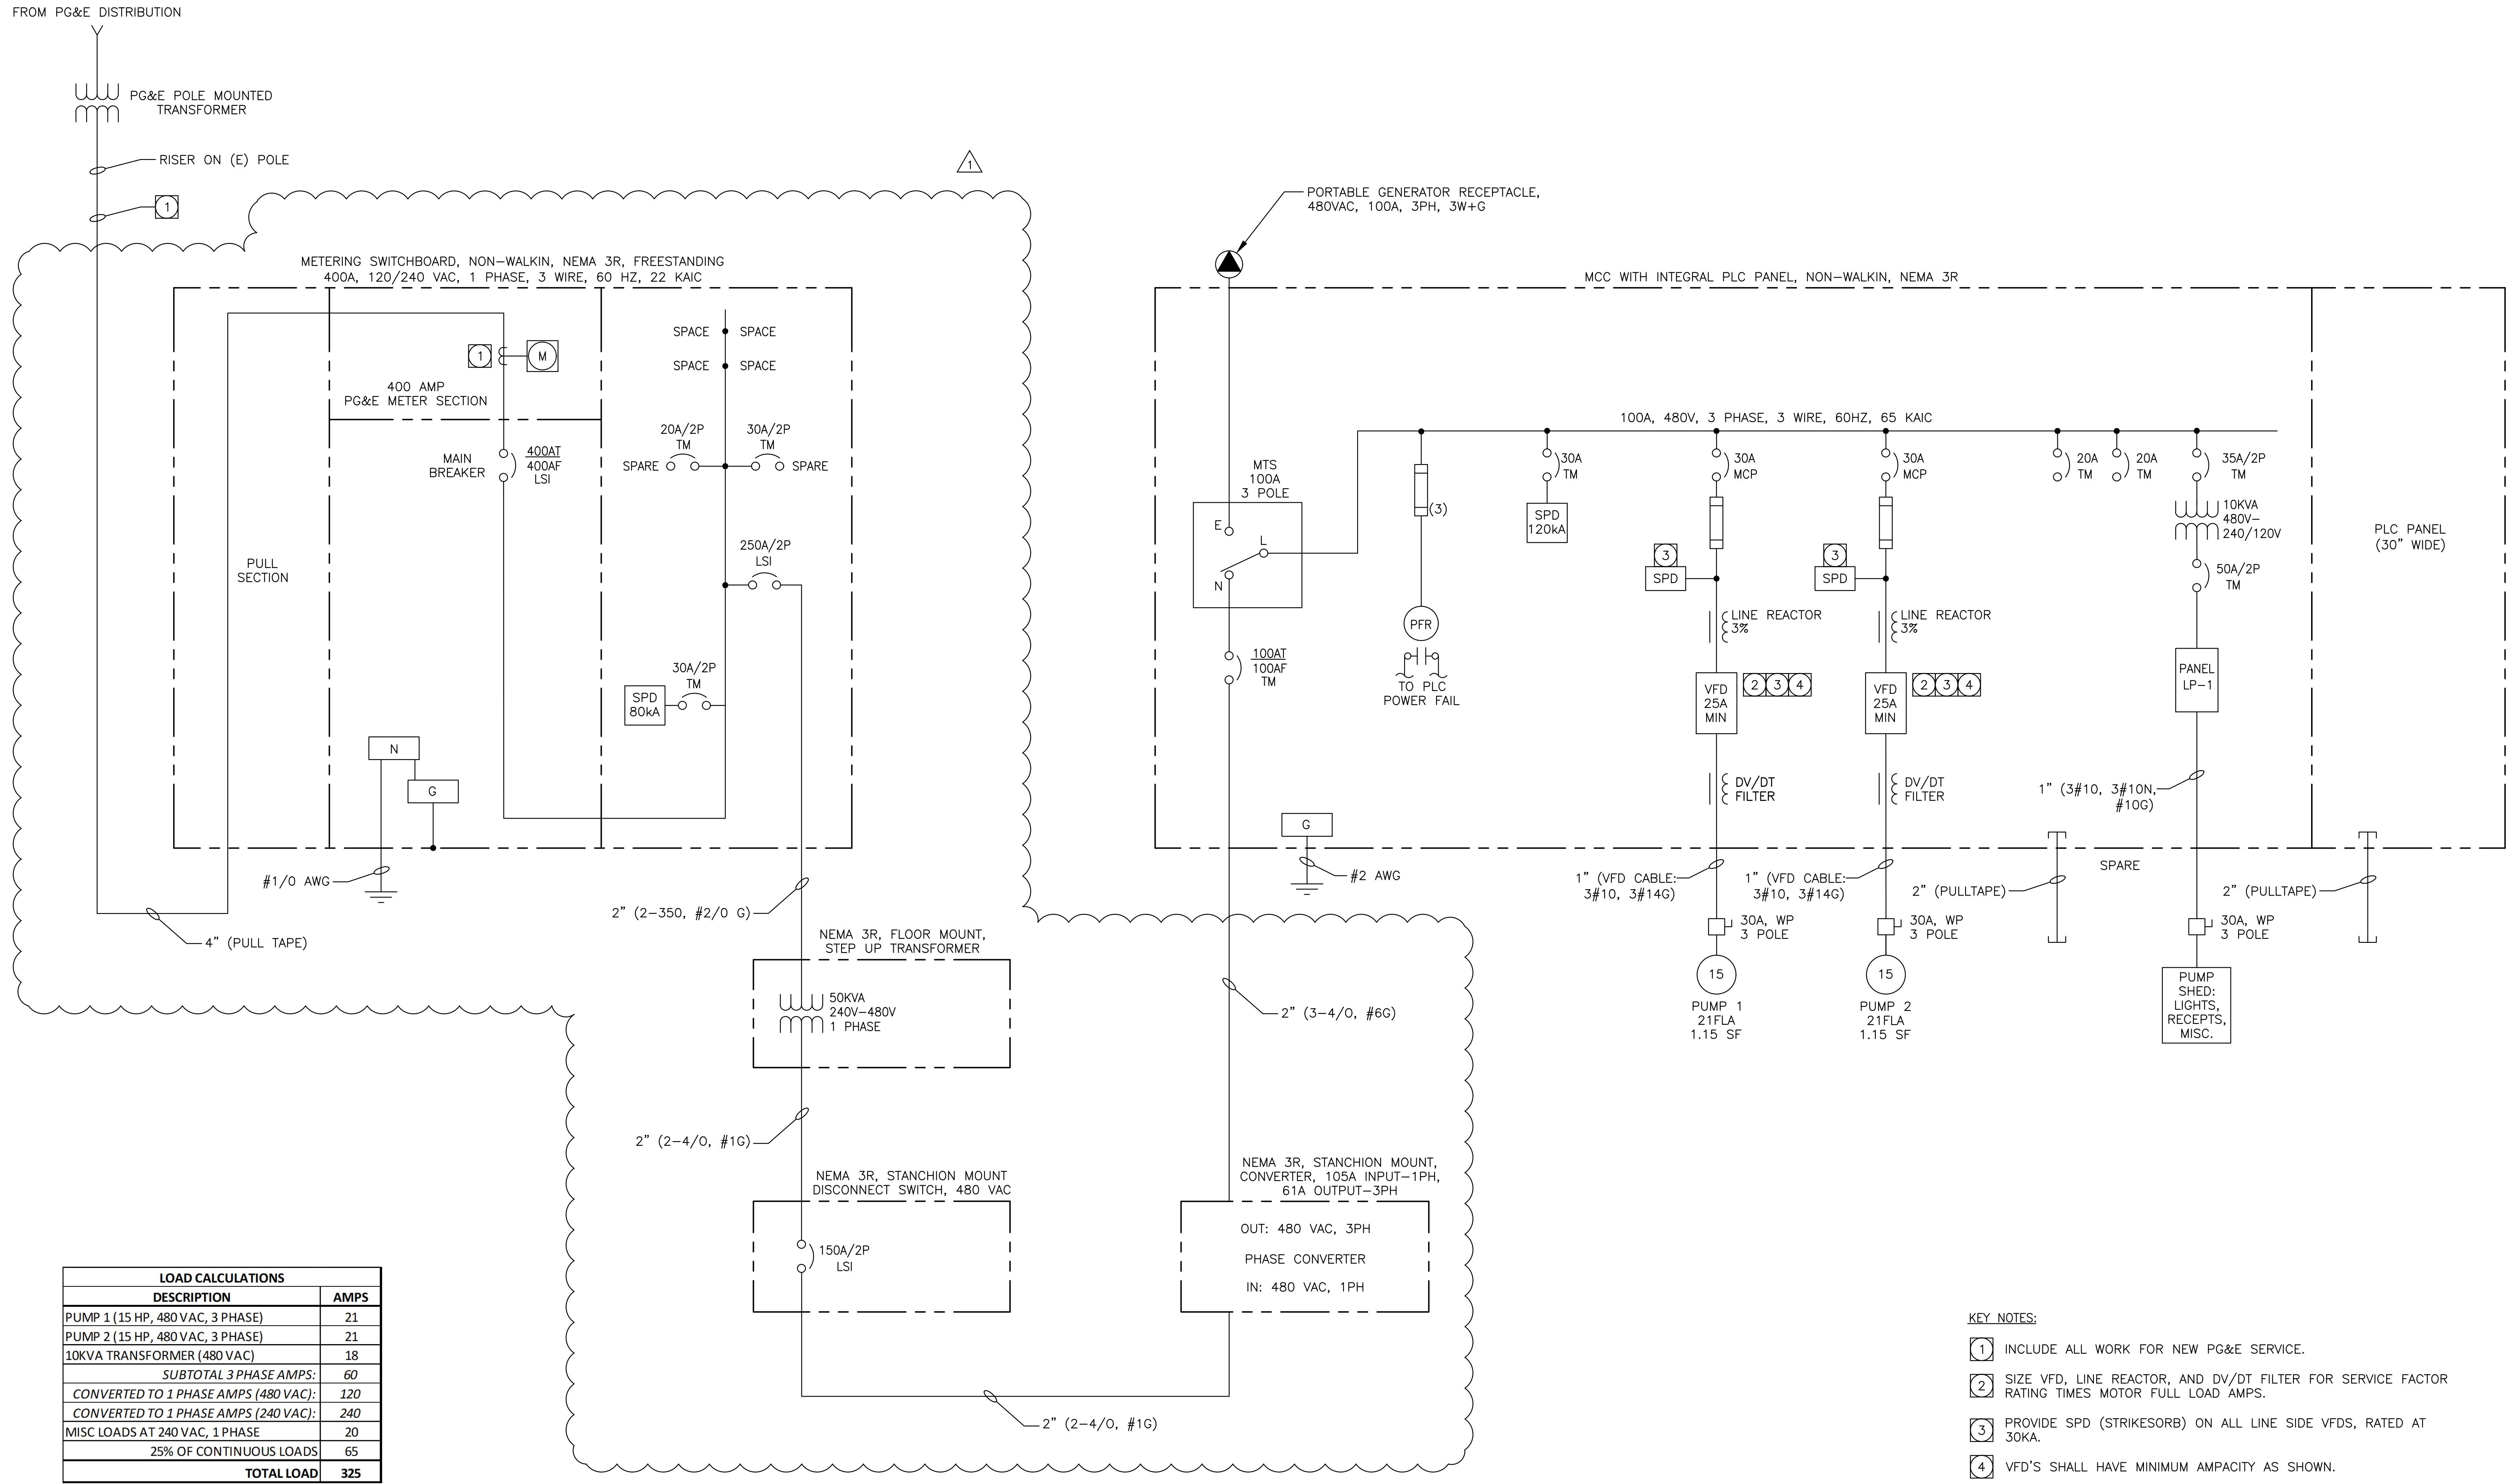 FROM PG&E DISTRIBUTION
PG&E POLE MOUNTED
TRANSFORMER
RISER ON (E) POLE
1
1
METERING SWITCHBOARD, NON-WALKIN, NEMA 3R, FREESTANDING
400A, 120/240 VAC, 1 PHASE, 3 WIRE, 60 HZ, 22 KAIC
PULL
SECTION
1
M
400 AMP
PG&E METER SECTION
MAIN
BREAKER
400AT
400AF
LSI
N
G
#1/0 AWG
4" (PULL TAPE)
SPACE
SPACE
SPACE
SPACE
20A/2P
TM
30A/2P
TM
SPARE
SPARE
250A/2P
LSI
30A/2P
TM
SPD
80kA
2" (2-350, #2/0 G)
NEMA 3R, FLOOR MOUNT,
STEP UP TRANSFORMER
50KVA
240V-480V
1 PHASE
2" (2-4/0, #1G)
NEMA 3R, STANCHION MOUNT
DISCONNECT SWITCH, 480 VAC
150A/2P
LSI
2" (2-4/0, #1G)
NEMA 3R, STANCHION MOUNT,
CONVERTER, 105A INPUT-1PH,
61A OUTPUT-3PH
OUT: 480 VAC, 3PH
PHASE CONVERTER
IN: 480 VAC, 1PH
2" (3-4/0, #6G)
PORTABLE GENERATOR RECEPTACLE,
480VAC, 100A, 3PH, 3W+G
MCC WITH INTEGRAL PLC PANEL, NON-WALKIN, NEMA 3R
100A, 480V, 3 PHASE, 3 WIRE, 60HZ, 65 KAIC
MTS
100A
3 POLE
E
L
N
100AT
100AF
TM
G
#2 AWG
(3)
PFR
TO PLC
POWER FAIL
30A
TM
SPD
120kA
30A
MCP
3
SPD
LINE REACTOR
3%
VFD
25A
MIN
2
3
4
DV/DT
FILTER
1" (VFD CABLE:
3#10, 3#14G)
30A, WP
3 POLE
15
PUMP 1
21FLA
1.15 SF
30A
MCP
3
SPD
LINE REACTOR
3%
VFD
25A
MIN
2
3
4
DV/DT
FILTER
1" (VFD CABLE:
3#10, 3#14G)
30A, WP
3 POLE
15
PUMP 2
21FLA
1.15 SF
20A
TM
20A
TM
35A/2P
TM
10KVA
480V-
240/120V
50A/2P
TM
PANEL
LP-1
1" (3#10, 3#10N,
#10G)
SPARE
2" (PULLTAPE)
2" (PULLTAPE)
30A, WP
3 POLE
PUMP
SHED:
LIGHTS,
RECEPTS,
MISC.
PLC PANEL
(30" WIDE)
LOAD CALCULATIONS
DESCRIPTION AMPS
PUMP 1 (15 HP, 480 VAC, 3 PHASE) 21
PUMP 2 (15 HP, 480 VAC, 3 PHASE) 21
10KVA TRANSFORMER (480 VAC) 18
SUBTOTAL 3 PHASE AMPS: 60
CONVERTED TO 1 PHASE AMPS (480 VAC): 120
CONVERTED TO 1 PHASE AMPS (240 VAC): 240
MISC LOADS AT 240 VAC, 1 PHASE 20
25% OF CONTINUOUS LOADS 65
TOTAL LOAD 325
KEY NOTES:
1 INCLUDE ALL WORK FOR NEW PG&E SERVICE.
2 SIZE VFD, LINE REACTOR, AND DV/DT FILTER FOR SERVICE FACTOR
RATING TIMES MOTOR FULL LOAD AMPS.
3 PROVIDE SPD (STRIKESORB) ON ALL LINE SIDE VFDS, RATED AT
30KA.
4 VFD'S SHALL HAVE MINIMUM AMPACITY AS SHOWN.